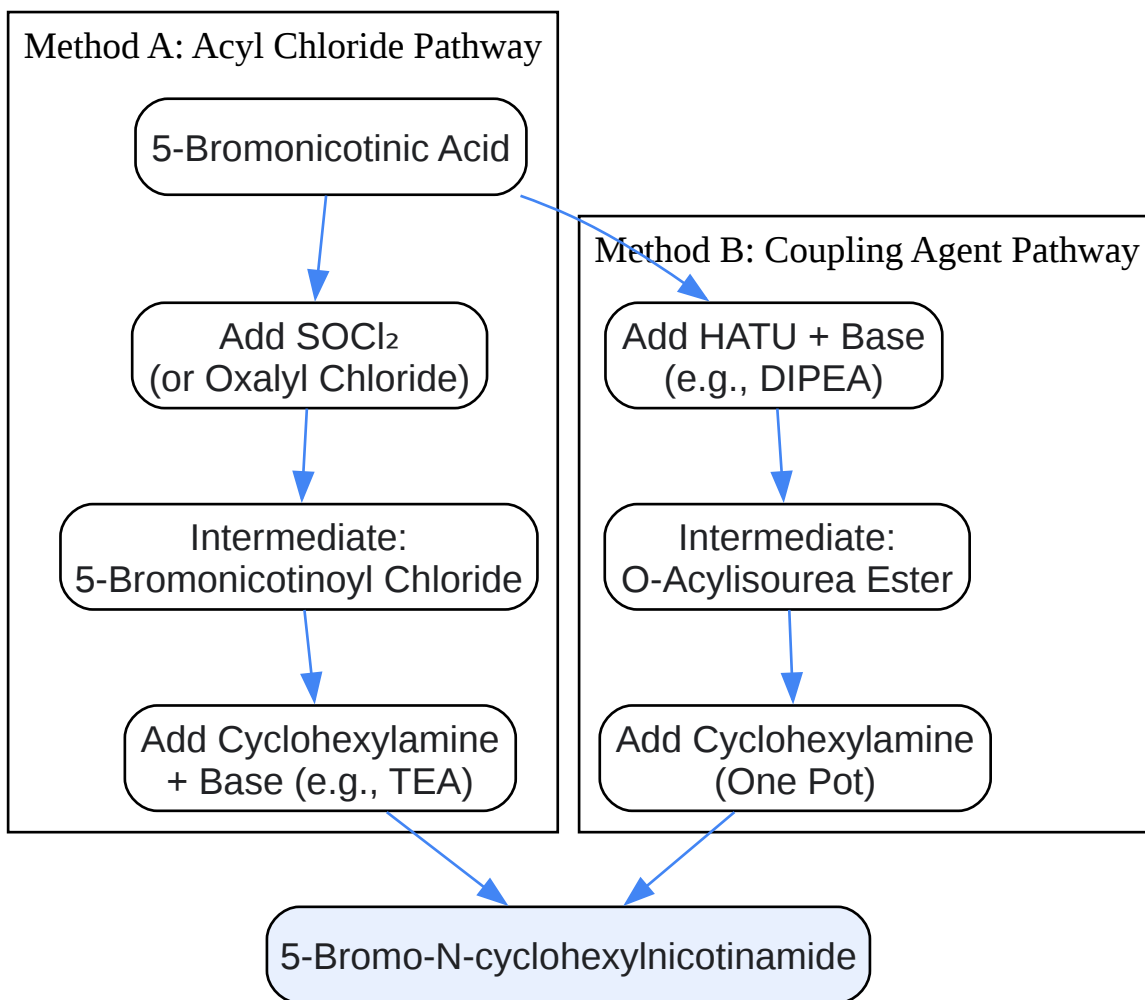 Method A: Acyl Chloride Pathway
5-Bromonicotinic Acid
Add SOCl₂
(or Oxalyl Chloride)
Intermediate:
5-Bromonicotinoyl Chloride
Add Cyclohexylamine
+ Base (e.g., TEA)
Method B: Coupling Agent Pathway
Add HATU + Base
(e.g., DIPEA)
Intermediate:
O-Acylisourea Ester
Add Cyclohexylamine
(One Pot)
5-Bromo-N-cyclohexylnicotinamide